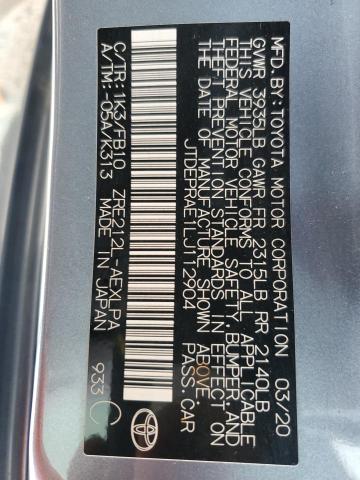 MFD. BY: TOYOTA MOTOR CORPORATION 03/20
GVWR 3935LB GAWR FR 2315LB RR 2140LB
THIS VEHICLE CONFORMS TO ALL APPLICABLE
FEDERAL MOTOR VEHICLE SAFETY, BUMPER, AND
THEFT PREVENTION STANDARDS IN EFFECT ON
THE DATE OF MANUFACTURE SHOWN ABOVE.
JTDEPRAE1LJ112904 PASS.CAR
C/TR: 1K3/FB10 ZRE212L-AEXLPA 933 C
A/TM: -05A/K313 MADE IN JAPAN